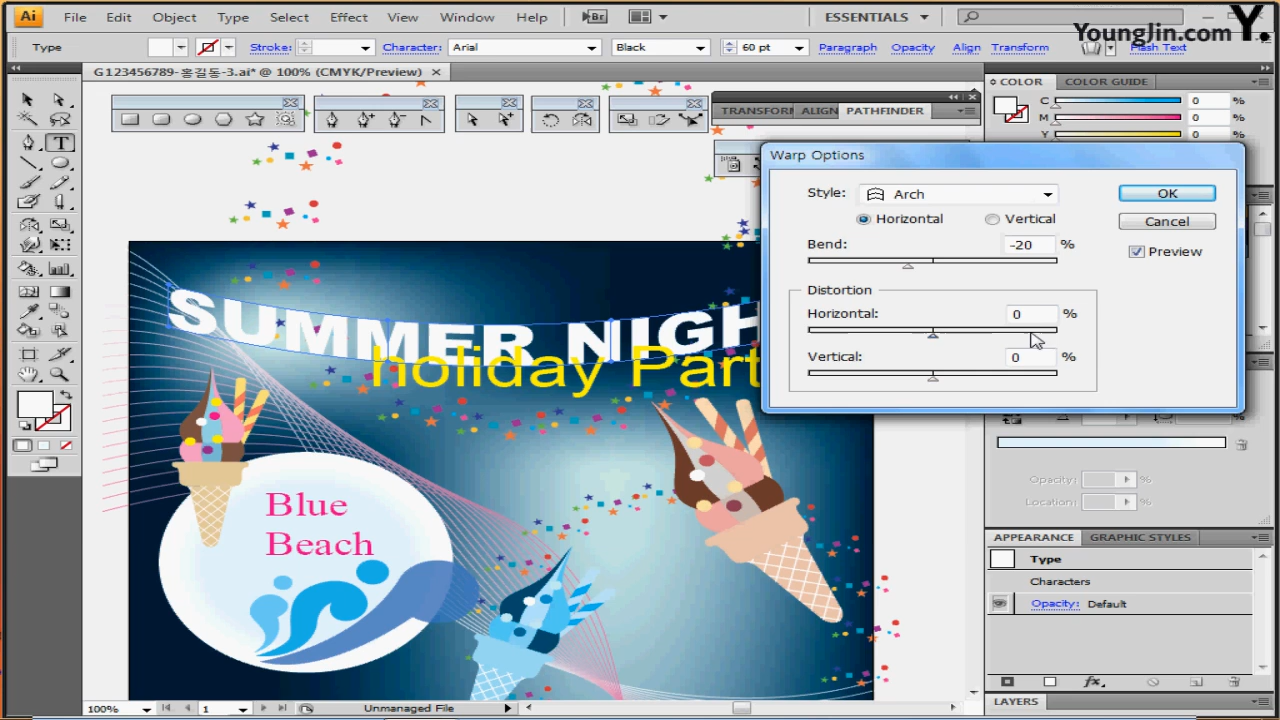 Ai File Edit Object Type Select Effect View Window Help Br ESSENTIALS
Y.
YoungJin.com
Type Stroke: Character: Arial Black 60 pt Paragraph Opacity Align Transform Flash Text
G123456789-홍길동-3.ai* @ 100% (CMYK/Preview)
COLOR COLOR GUIDE
TRANSFORM ALIGN PATHFINDER
C 0 %
M 0 %
Y 0 %
Warp Options
Style: Arch
OK
Horizontal Vertical
Cancel
Bend: -20 %
Preview
Distortion
Horizontal: 0 %
Vertical: 0 %
SUMMER NIGH
holiday Part
Blue
Beach
Opacity: %
Location: %
APPEARANCE GRAPHIC STYLES
Type
Characters
Opacity: Default
fx
LAYERS
100% 1 Unmanaged File